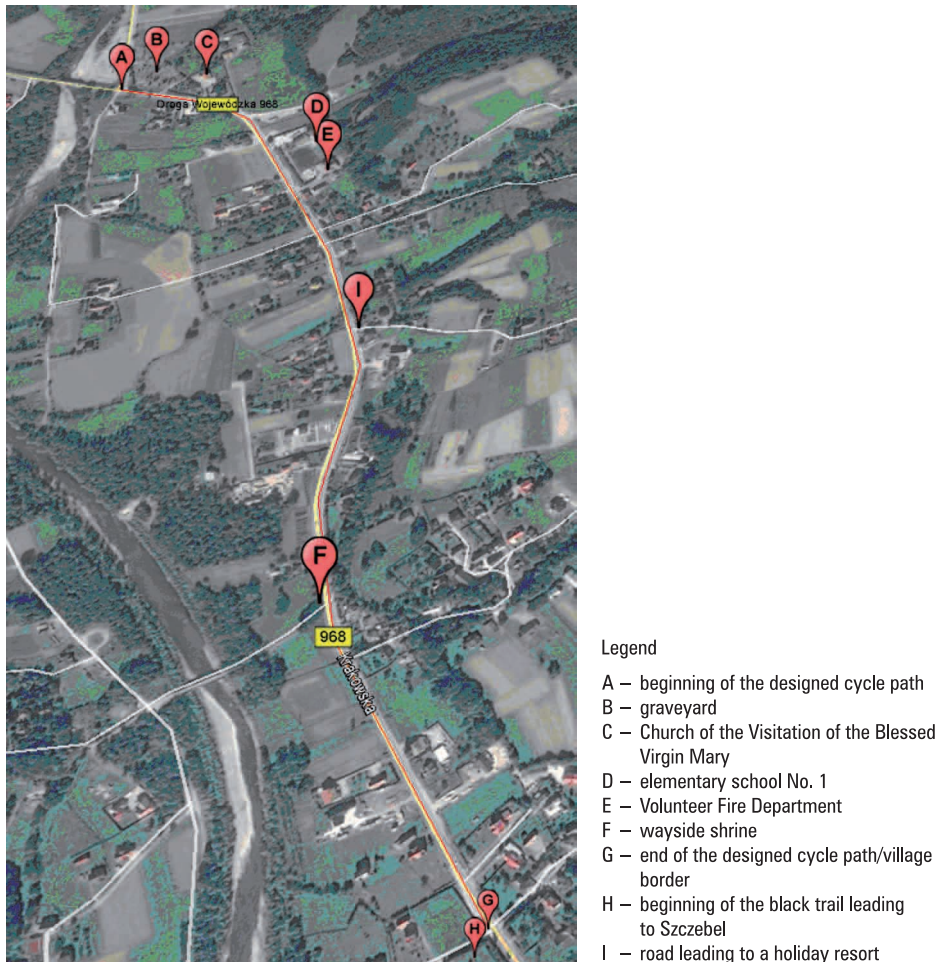 A
B
C
Droga Wojewódzka 968
D
E
I
F
968
Krakowska
G
H
Legend
A – beginning of the designed cycle path
B – graveyard
C – Church of the Visitation of the Blessed
Virgin Mary
D – elementary school No. 1
E – Volunteer Fire Department
F – wayside shrine
G – end of the designed cycle path/village
border
H – beginning of the black trail leading
to Szczebel
I – road leading to a holiday resort